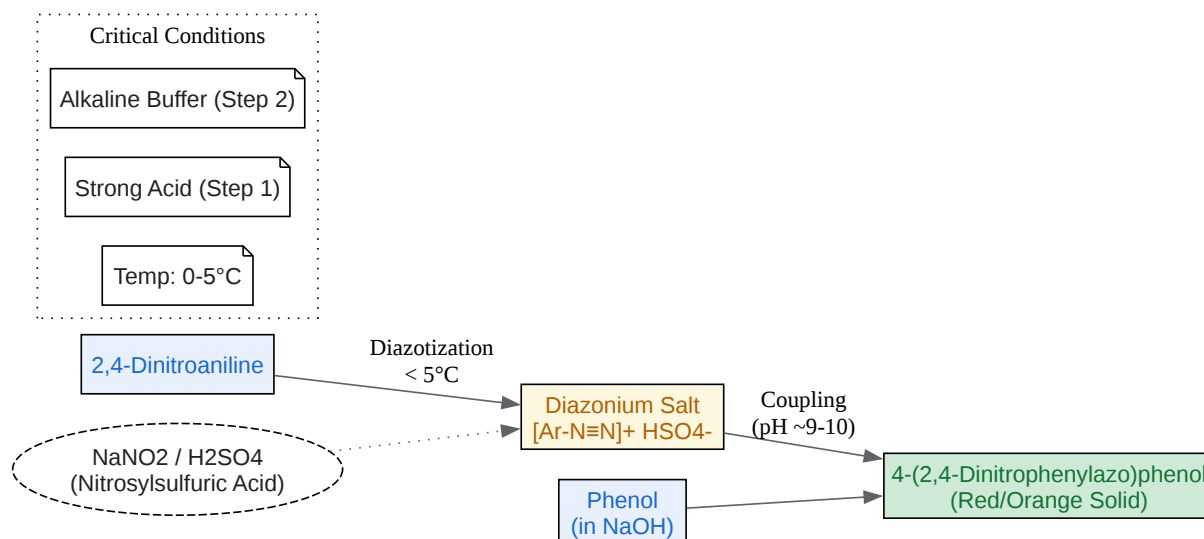 Critical Conditions
Alkaline Buffer (Step 2)
Strong Acid (Step 1)
Temp: 0-5°C
2,4-Dinitroaniline
Diazotization
< 5°C
NaNO2 / H2SO4
(Nitrosylsulfuric Acid)
Diazonium Salt
[Ar-N≡N]+ HSO4-
Coupling
(pH ~9-10)
Phenol
(in NaOH)
4-(2,4-Dinitrophenylazo)phenol
(Red/Orange Solid)